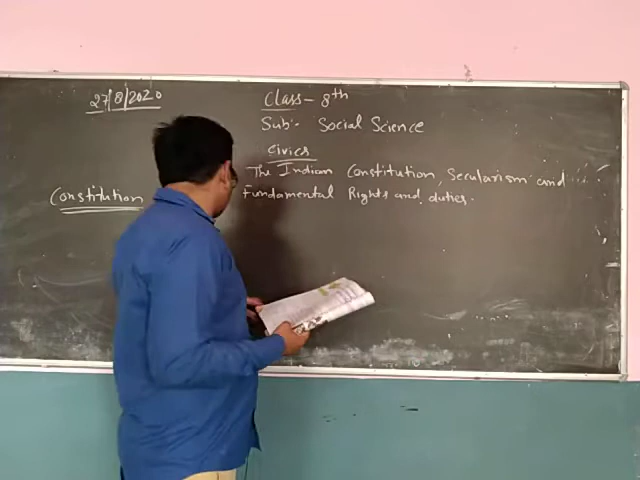 27/8/2020
Class - 8th
Sub:- Social Science
Civics
The Indian Constitution, Secularism and
Fundamental Rights and duties.
Constitution